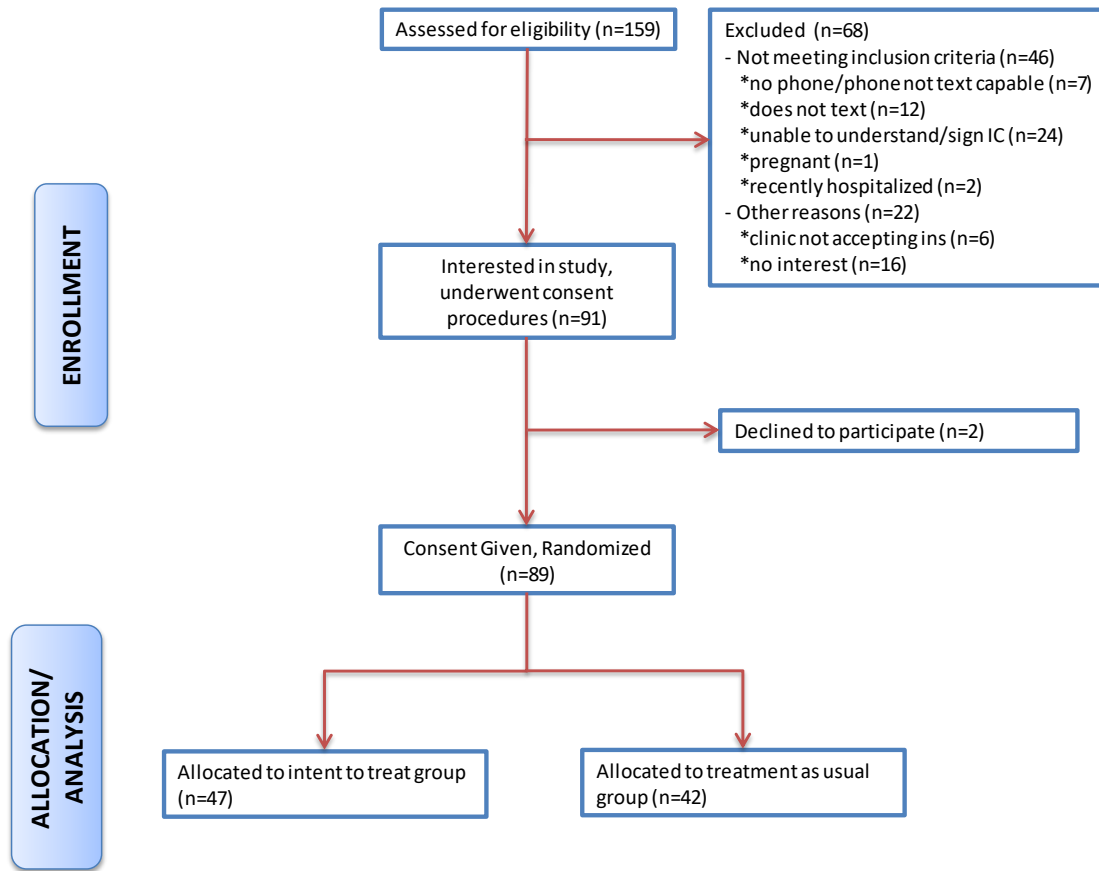 Assessed for eligibility (n=159)
Excluded (n=68)
- Not meeting inclusion criteria (n=46)
*no phone/phone not text capable (n=7)
*does not text (n=12)
*unable to understand/sign IC (n=24)
*pregnant (n=1)
*recently hospitalized (n=2)
- Other reasons (n=22)
*clinic not accepting ins (n=6)
*no interest (n=16)
ENROLLMENT
Interested in study,
underwent consent
procedures (n=91)
Declined to participate (n=2)
Consent Given, Randomized
(n=89)
ALLOCATION/
ANALYSIS
Allocated to intent to treat group
(n=47)
Allocated to treatment as usual
group (n=42)